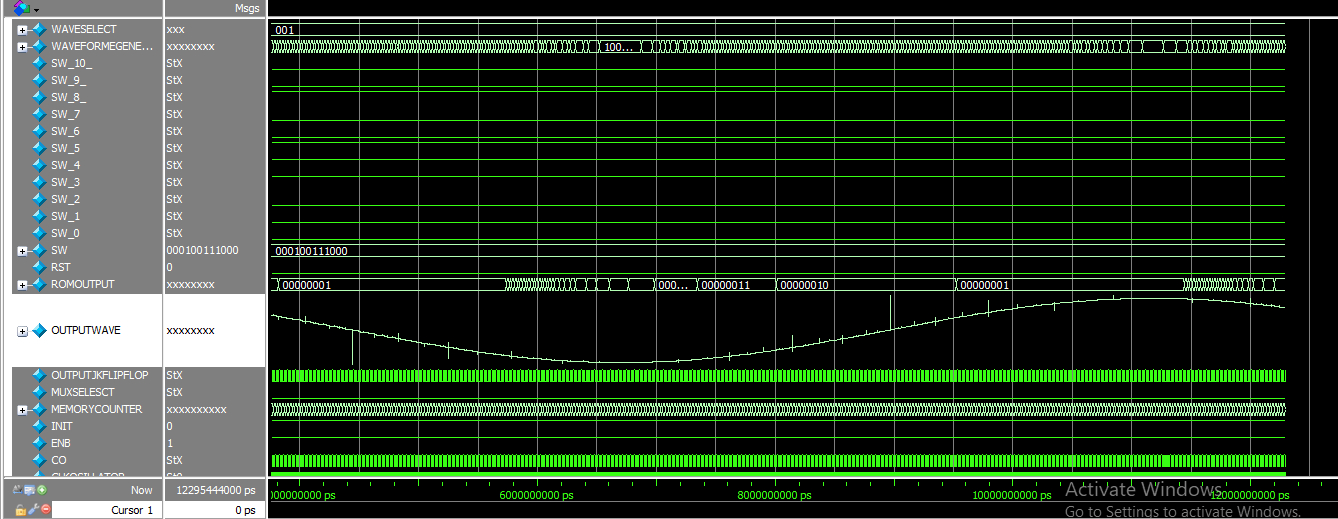 Msgs
WAVESELECT xxx 001
WAVEFORMEGENE... xxxxxxxx 100...
SW_10_ StX
SW_9_ StX
SW_8_ StX
SW_7 StX
SW_6 StX
SW_5 StX
SW_4 StX
SW_3 StX
SW_2 StX
SW_1 StX
SW_0 StX
SW 000100111000 000100111000
RST 0
ROMOUTPUT xxxxxxxx 00000001 000... 00000011 00000010 00000001
OUTPUTWAVE xxxxxxxx
OUTPUTJKFLIPFLOP StX
MUXSELESCT StX
MEMORYCOUNTER xxxxxxxxxx
INIT 0
ENB 1
CO StX
Now 12295444000 ps 000000000 ps 6000000000 ps 8000000000 ps 10000000000 ps 12000000000 ps
Cursor 1 0 ps
Activate Windows
Go to Settings to activate Windows.